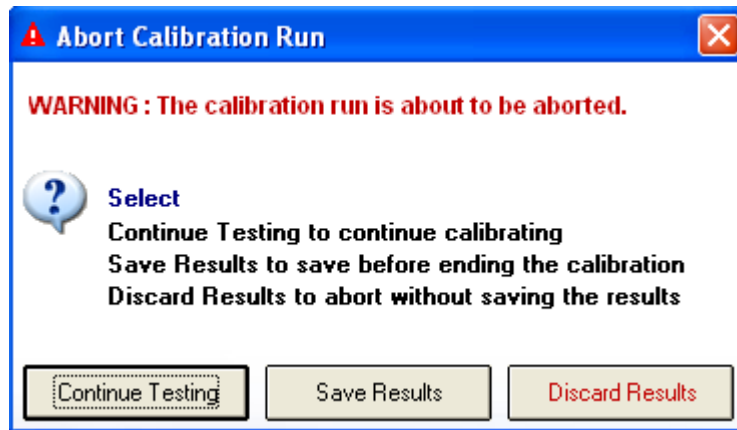 Abort Calibration Run
WARNING : The calibration run is about to be aborted.
Select
Continue Testing to continue calibrating
Save Results to save before ending the calibration
Discard Results to abort without saving the results
Continue Testing Save Results Discard Results